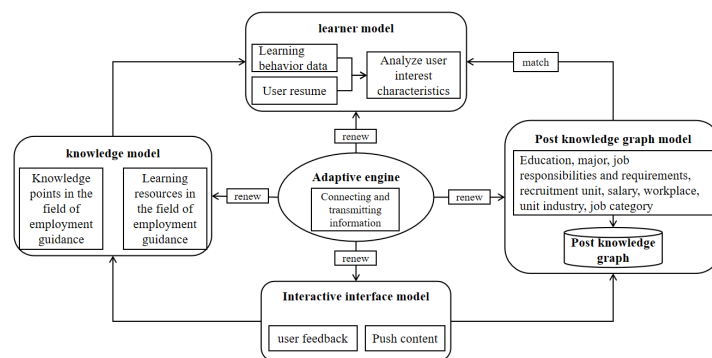 learner model
Learning
behavior data
User resume
Analyze user
interest
characteristics
match
renew
knowledge model
Knowledge
points in the
field of
employment
guidance
Learning
resources in
the field of
employment
guidance
renew
Adaptive engine
Connecting and
transmitting
information
renew
Post knowledge graph model
Education, major, job
responsibilities and requirements,
recruitment unit, salary, workplace,
unit industry, job category
Post knowledge
graph
renew
Interactive interface model
user feedback
Push content